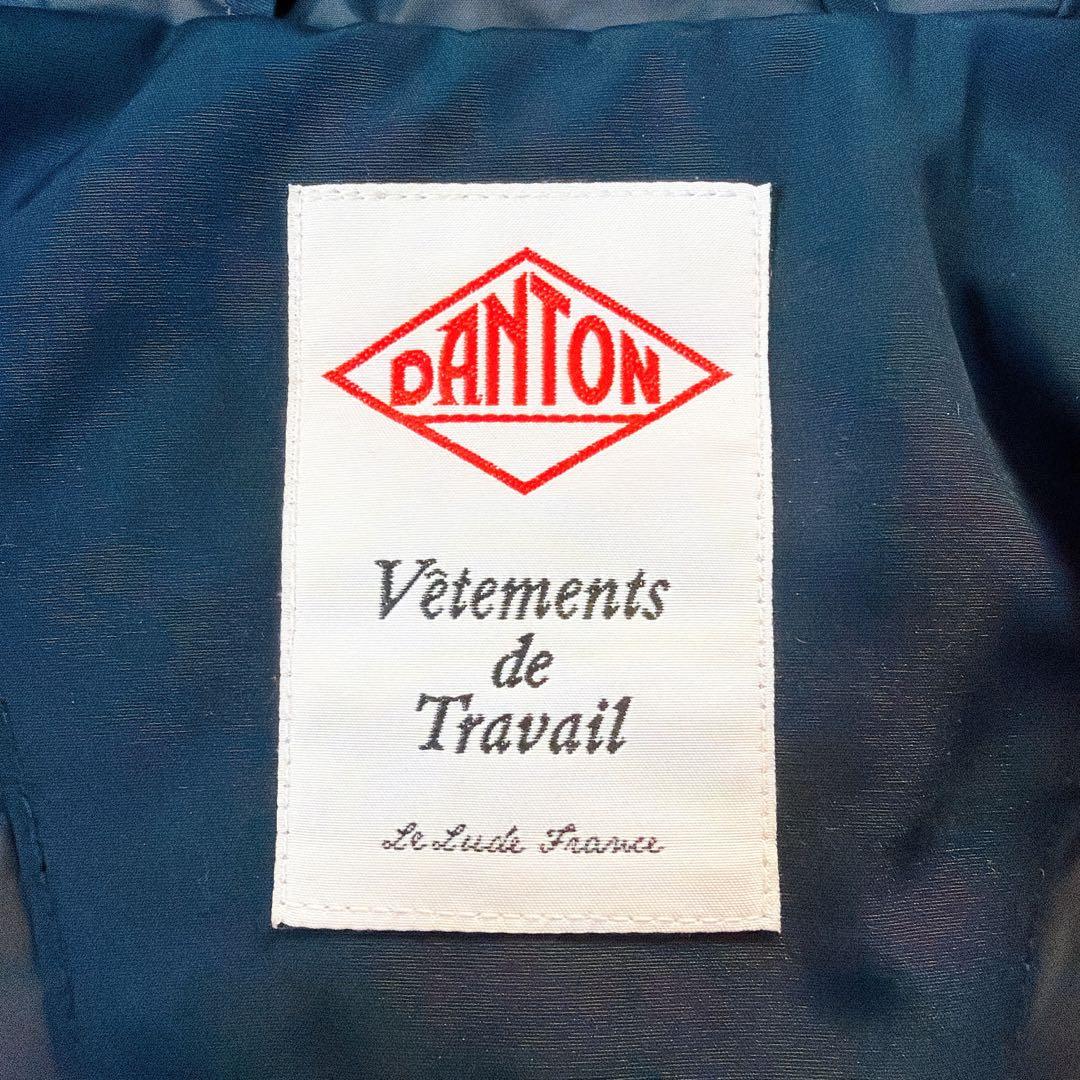 DANTON
Vêtements
de
Travail
Le Lude France